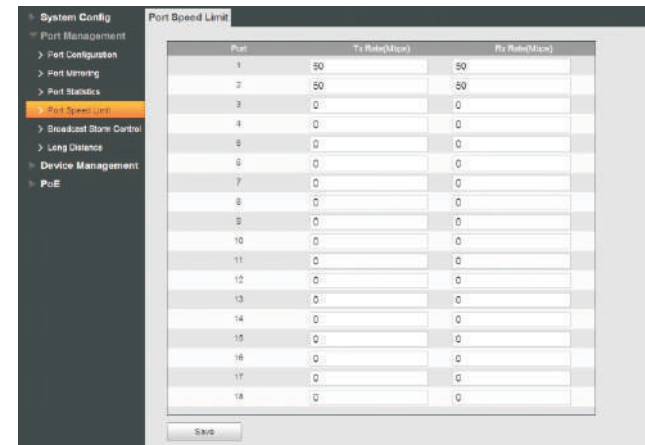 System Config
Port Management
> Port Configuration
> Port Mirroring
> Port Statistics
> Port Speed Limit
> Broadcast Storm Control
> Long Distance
Device Management
PoE
Port Speed Limit
Port Tx Rate(Mbps) Rx Rate(Mbps)
1 50 50
2 50 50
3 0 0
4 0 0
5 0 0
6 0 0
7 0 0
8 0 0
9 0 0
10 0 0
11 0 0
12 0 0
13 0 0
14 0 0
15 0 0
16 0 0
17 0 0
18 0 0
Save